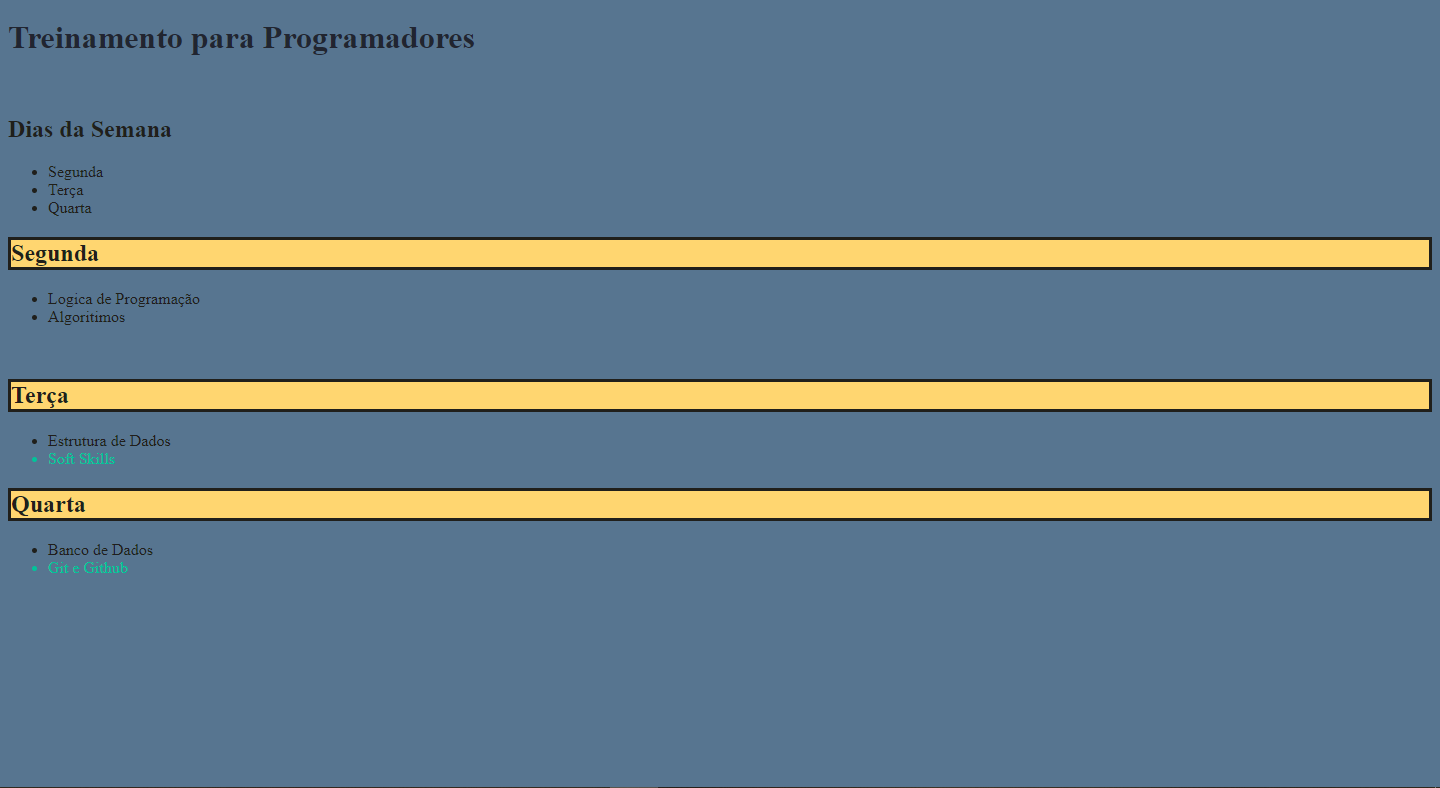 Treinamento para Programadores
Dias da Semana
Segunda
Terça
Quarta
Segunda
Logica de Programação
Algoritimos
Terça
Estrutura de Dados
Soft Skills
Quarta
Banco de Dados
Git e Github